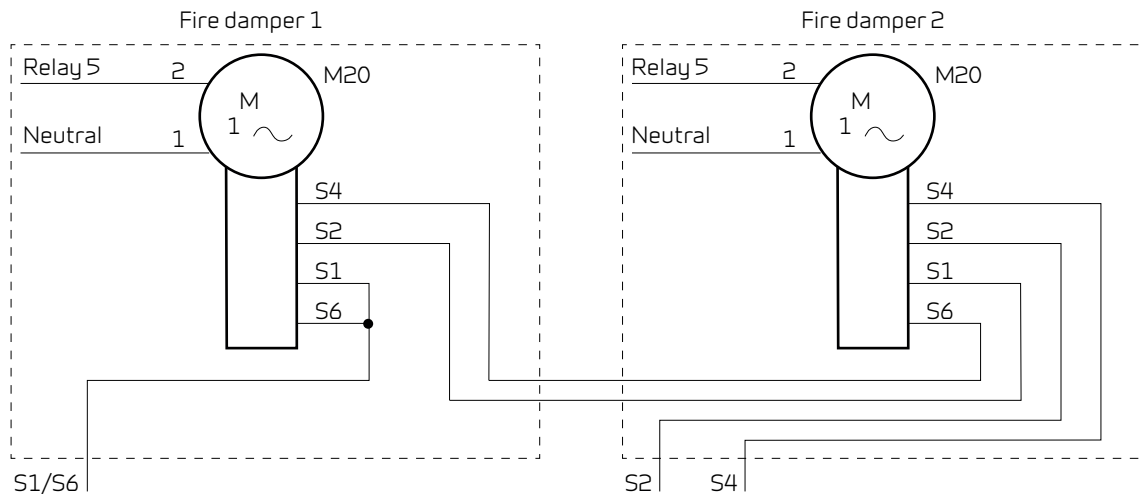 Fire damper 1
Relay 5 2
M20
M
1
Neutral 1
S4
S2
S1
S6
S1/S6
Fire damper 2
Relay 5 2
M20
M
1
Neutral 1
S4
S2
S1
S6
S2 S4